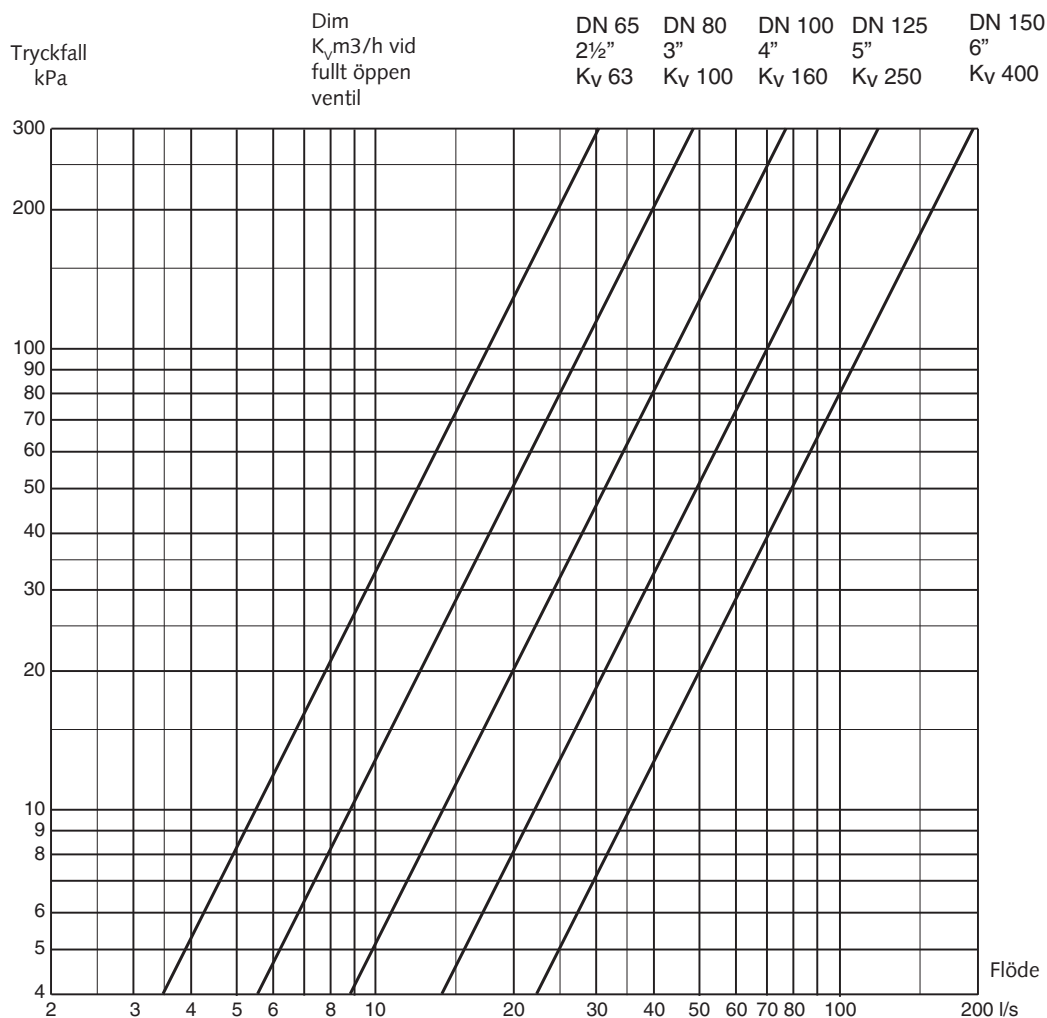 Tryckfall
kPa
Dim
Kvm3/h vid
fullt öppen
ventil
DN 65
2½”
KV 63
DN 80
3”
KV 100
DN 100
4”
KV 160
DN 125
5”
KV 250
DN 150
6”
KV 400
300
200
100
90
80
70
60
50
40
30
20
10
9
8
6
5
4
Flöde
2 3 4 5 6 8 10 20 30 40 50 60 70 80 100 200 l/s